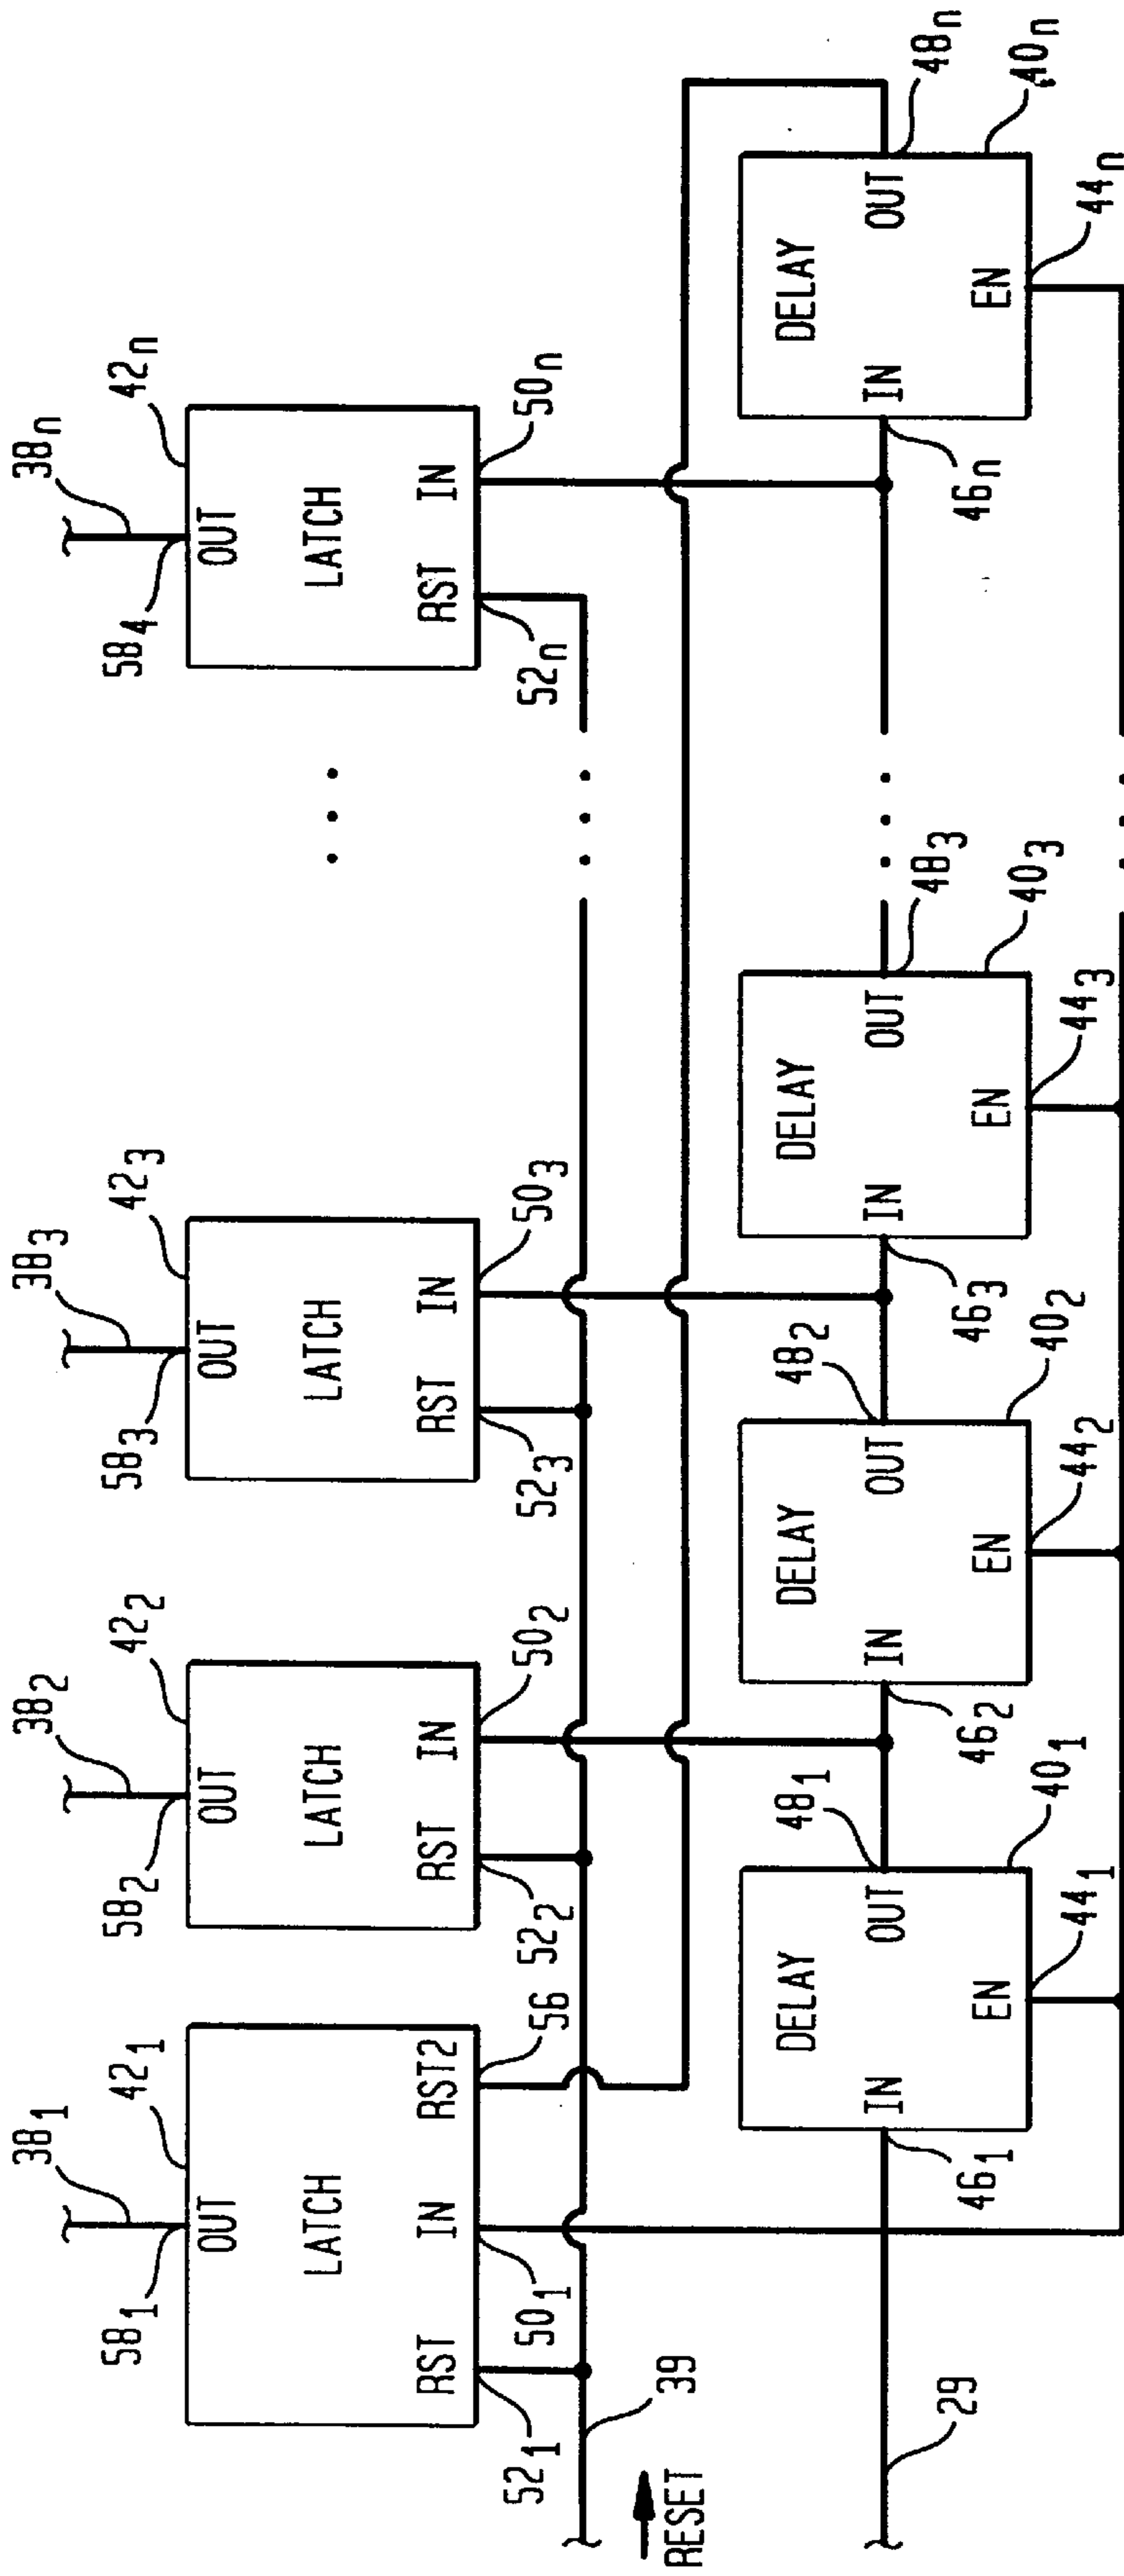 38₁ 38₂ 38₃ 38ₙ
58₁ 42₁ 58₂ 42₂ 58₃ 42₃ 58₄ 42ₙ
OUT OUT OUT OUT
LATCH LATCH LATCH LATCH
RST IN RST2 RST IN RST IN RST IN
52₁ 50₁ 56 52₂ 50₂ 52₃ 50₃ 52ₙ 50ₙ
39
RESET
DELAY DELAY DELAY DELAY
48₁ 48₂ 48₃ 48ₙ
IN OUT IN OUT IN OUT IN OUT
29 46₁ 46₂ 46₃ 46ₙ
EN EN EN EN
40₁ 40₂ 40₃ 40ₙ
44₁ 44₂ 44₃ 44ₙ